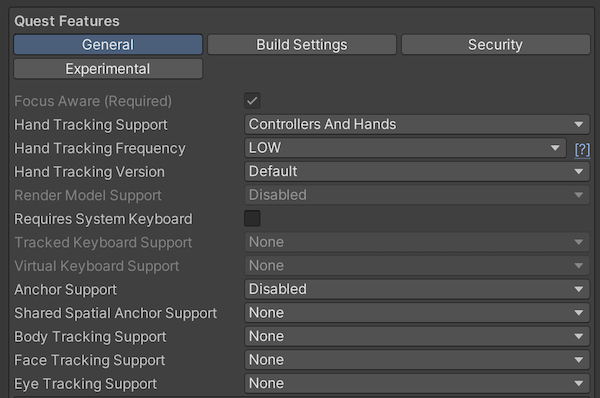 Quest Features
General Build Settings Security
Experimental
Focus Aware (Required)
Hand Tracking Support Controllers And Hands
Hand Tracking Frequency LOW [?]
Hand Tracking Version Default
Render Model Support Disabled
Requires System Keyboard
Tracked Keyboard Support None
Virtual Keyboard Support None
Anchor Support Disabled
Shared Spatial Anchor Support None
Body Tracking Support None
Face Tracking Support None
Eye Tracking Support None